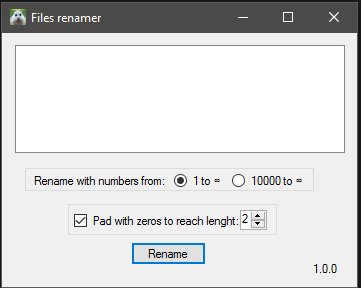 Files renamer
Rename with numbers from: 1 to ∞ 10000 to ∞
Pad with zeros to reach lenght: 2
Rename
1.0.0